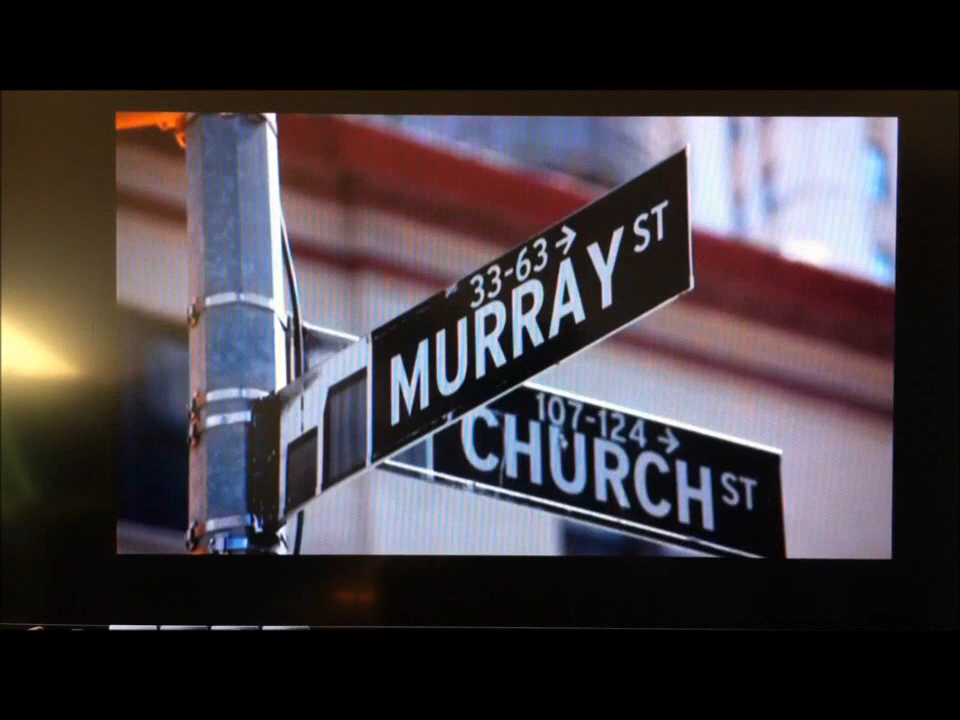 33-63 →
MURRAY ST
107-124 →
CHURCH ST